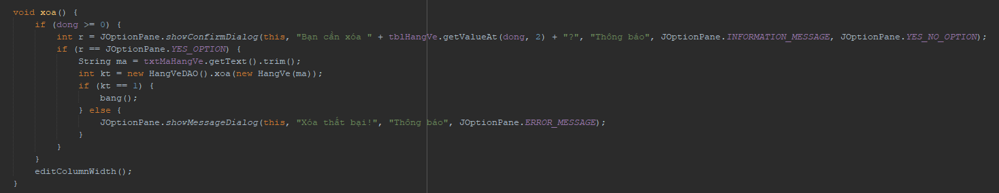 void xoa() {
if (dong >= 0) {
int r = JOptionPane.showConfirmDialog(this, "Bạn cần xóa " + tblHangVe.getValueAt(dong, 2) + "?", "Thông báo", JOptionPane.INFORMATION_MESSAGE, JOptionPane.YES_NO_OPTION);
if (r == JOptionPane.YES_OPTION) {
String ma = txtMaHangVe.getText().trim();
int kt = new HangVeDAO().xoa(new HangVe(ma));
if (kt == 1) {
bang();
} else {
JOptionPane.showMessageDialog(this, "Xóa thất bại!", "Thông báo", JOptionPane.ERROR_MESSAGE);
}
}
}
editColumnWidth();
}